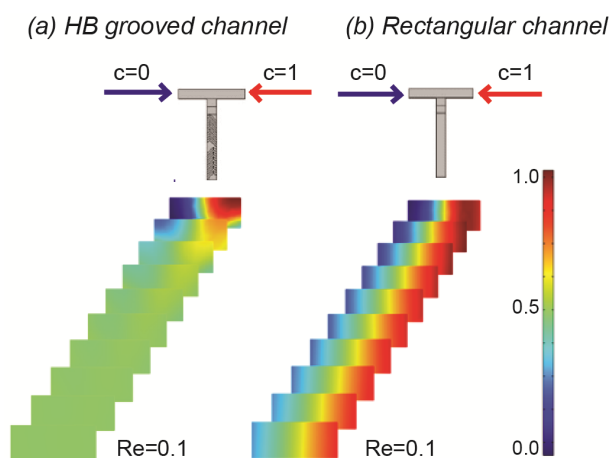 (a) HB grooved channel
(b) Rectangular channel
c=0
c=1
c=0
c=1
1.0
0.5
0.0
Re=0.1
Re=0.1